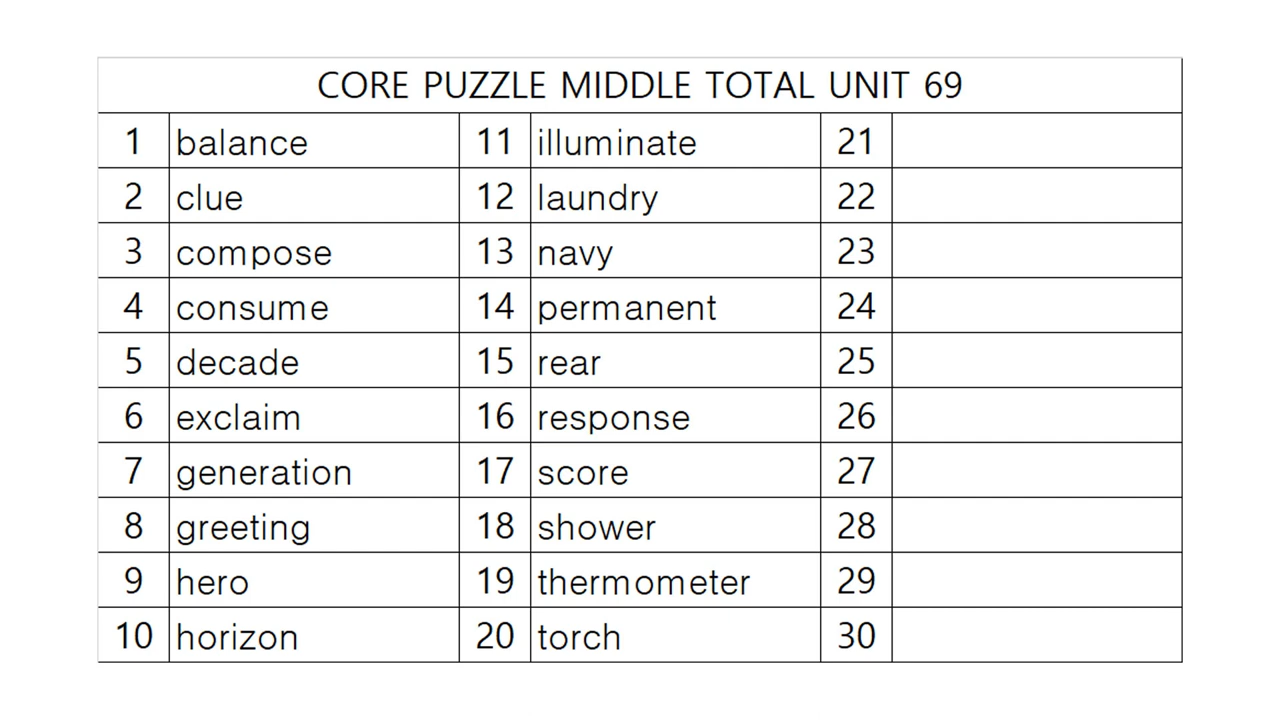 CORE PUZZLE MIDDLE TOTAL UNIT 69
1 balance 11 illuminate 21
2 clue 12 laundry 22
3 compose 13 navy 23
4 consume 14 permanent 24
5 decade 15 rear 25
6 exclaim 16 response 26
7 generation 17 score 27
8 greeting 18 shower 28
9 hero 19 thermometer 29
10 horizon 20 torch 30